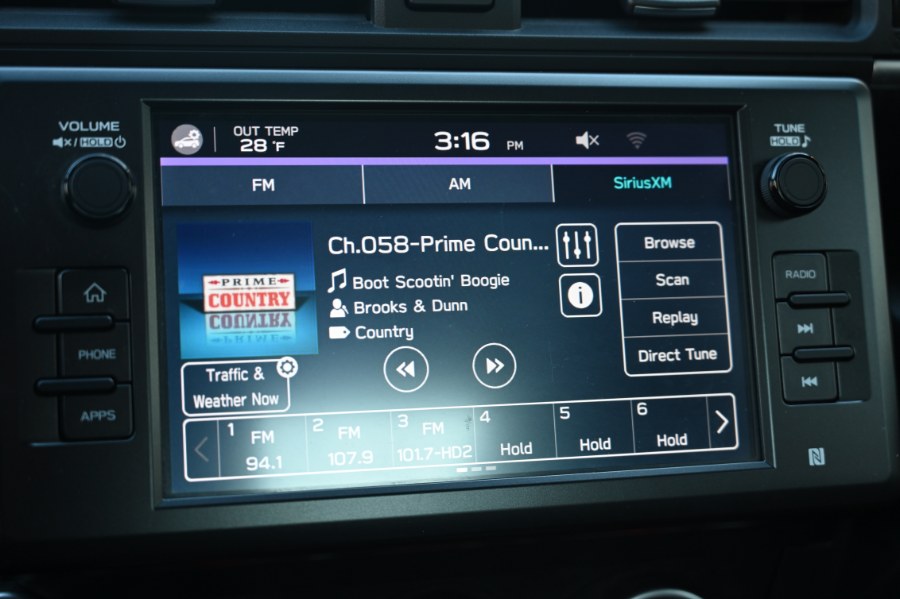 VOLUME
HOLD
TUNE
HOLD
OUT TEMP
28 °F
3:16 PM
FM
AM
SiriusXM
PRIME
COUNTRY
Ch.058-Prime Coun...
Boot Scootin' Boogie
Brooks & Dunn
Country
Browse
Scan
Replay
Direct Tune
Traffic &
Weather Now
1 FM 94.1
2 FM 107.9
3 FM 101.7-HD2
4 Hold
5 Hold
6 Hold
PHONE
APPS
RADIO